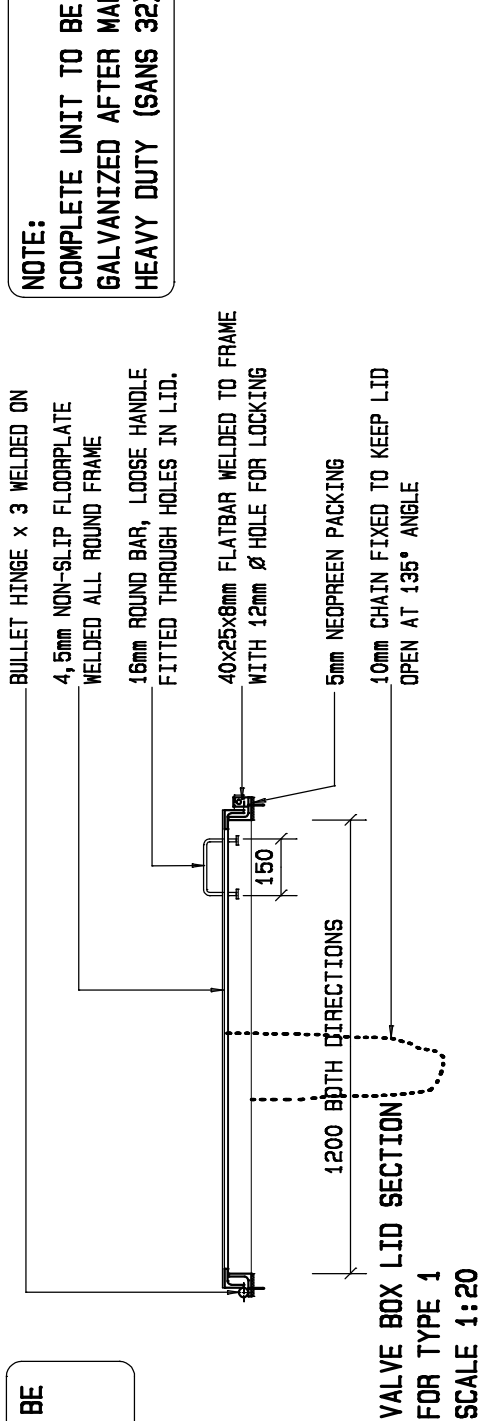 BE
NOTE:
COMPLETE UNIT TO BE
GALVANIZED AFTER
HEAVY DUTY (SANS 32
BULLET HINGE x 3 WELDED ON
4,5mm NON-SLIP FLOORPLATE
WELDED ALL ROUND FRAME
16mm ROUND BAR, LOOSE HANDLE
FITTED THROUGH HOLES IN LID.
40x25x8mm FLATBAR WELDED TO FRAME
WITH 12mm Ø HOLE FOR LOCKING
5mm NEOPREEN PACKING
10mm CHAIN FIXED TO KEEP LID
OPEN AT 135° ANGLE
150
1200 BOTH DIRECTIONS
VALVE BOX LID SECTION
FOR TYPE 1
SCALE 1:20